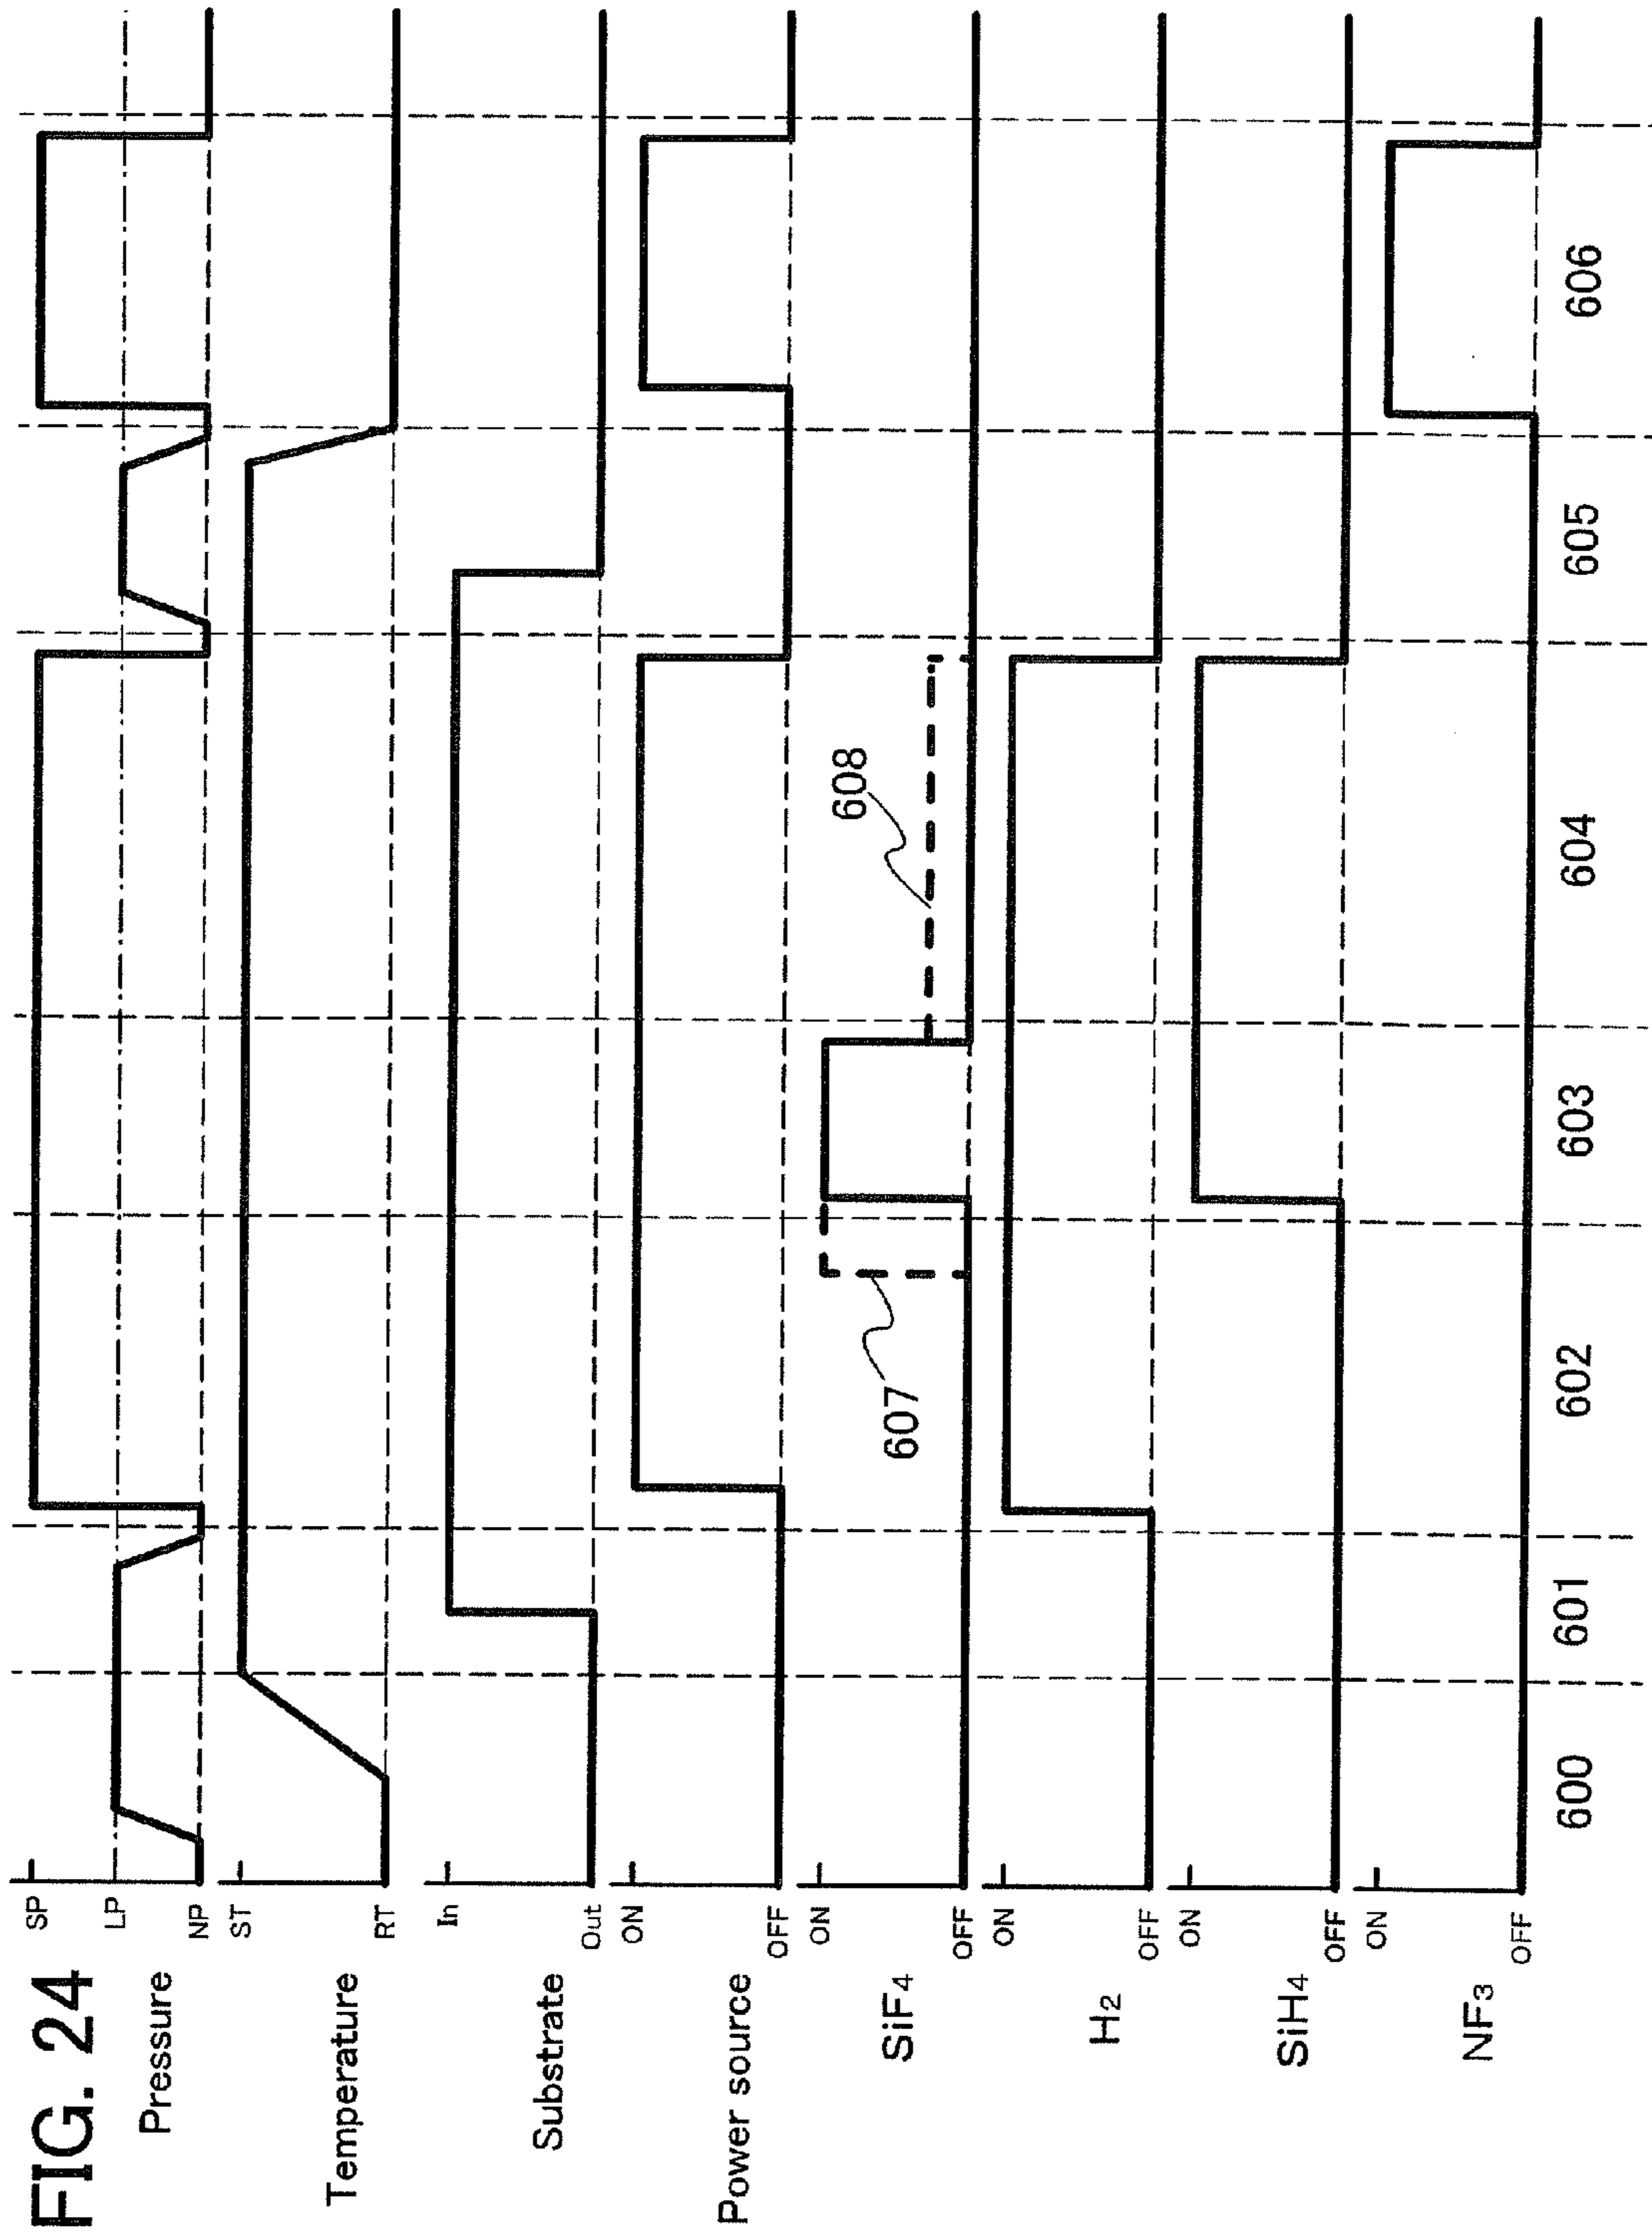 FIG. 24
Pressure
SP
LP
NP
Temperature
ST
RT
Substrate
In
Out
Power source
ON
OFF
SiF4
ON
OFF
607
608
H2
ON
OFF
SiH4
ON
OFF
NF3
ON
OFF
600 601 602 603 604 605 606